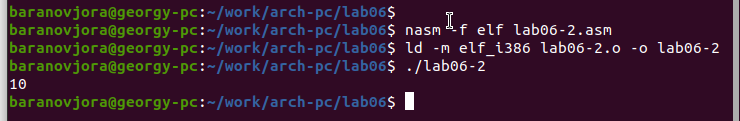 baranovjora@georgy-pc:~/work/arch-pc/lab06$
baranovjora@georgy-pc:~/work/arch-pc/lab06$ nasm -f elf lab06-2.asm
baranovjora@georgy-pc:~/work/arch-pc/lab06$ ld -m elf_i386 lab06-2.o -o lab06-2
baranovjora@georgy-pc:~/work/arch-pc/lab06$ ./lab06-2
10
baranovjora@georgy-pc:~/work/arch-pc/lab06$